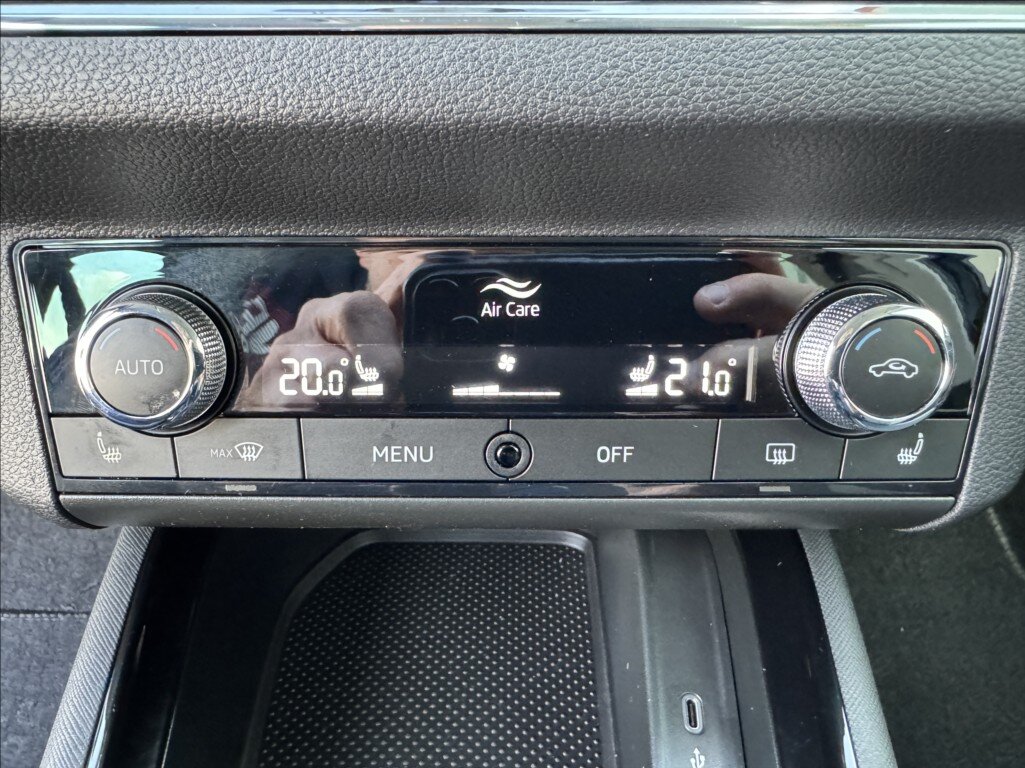 Air Care
AUTO
20.0°
21.0°
MAX
MENU
OFF